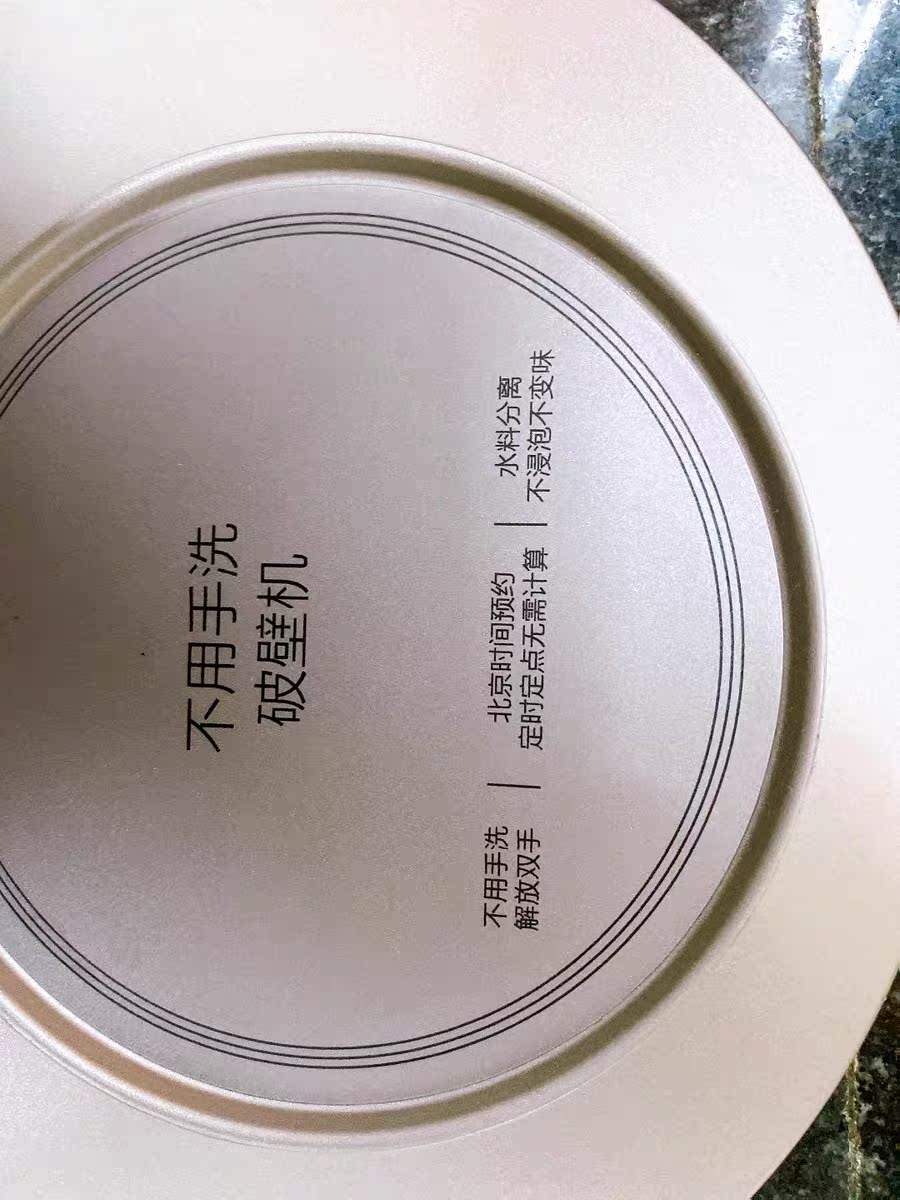 不用手洗
破壁机
不用手洗
解放双手
北京时间预约
定时定点无需计算
水料分离
不浸泡不变味